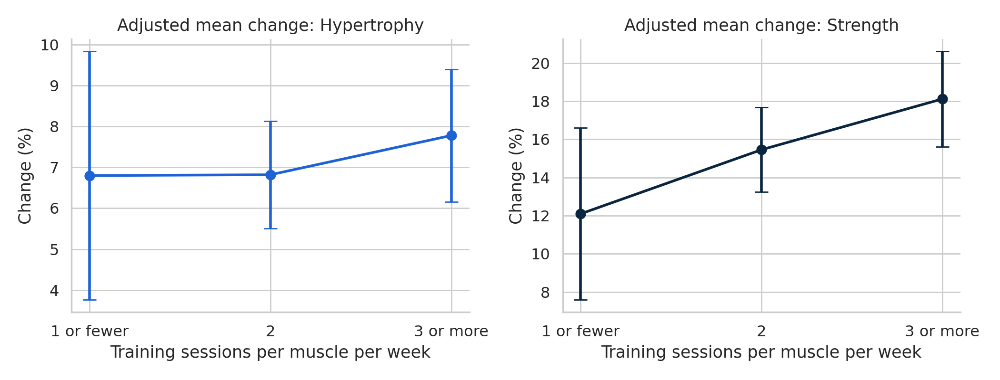 Adjusted mean change: Hypertrophy
10
9
8
7
6
5
4
Change (%)
1 or fewer
2
3 or more
Training sessions per muscle per week
Adjusted mean change: Strength
20
18
16
14
12
10
8
Change (%)
1 or fewer
2
3 or more
Training sessions per muscle per week